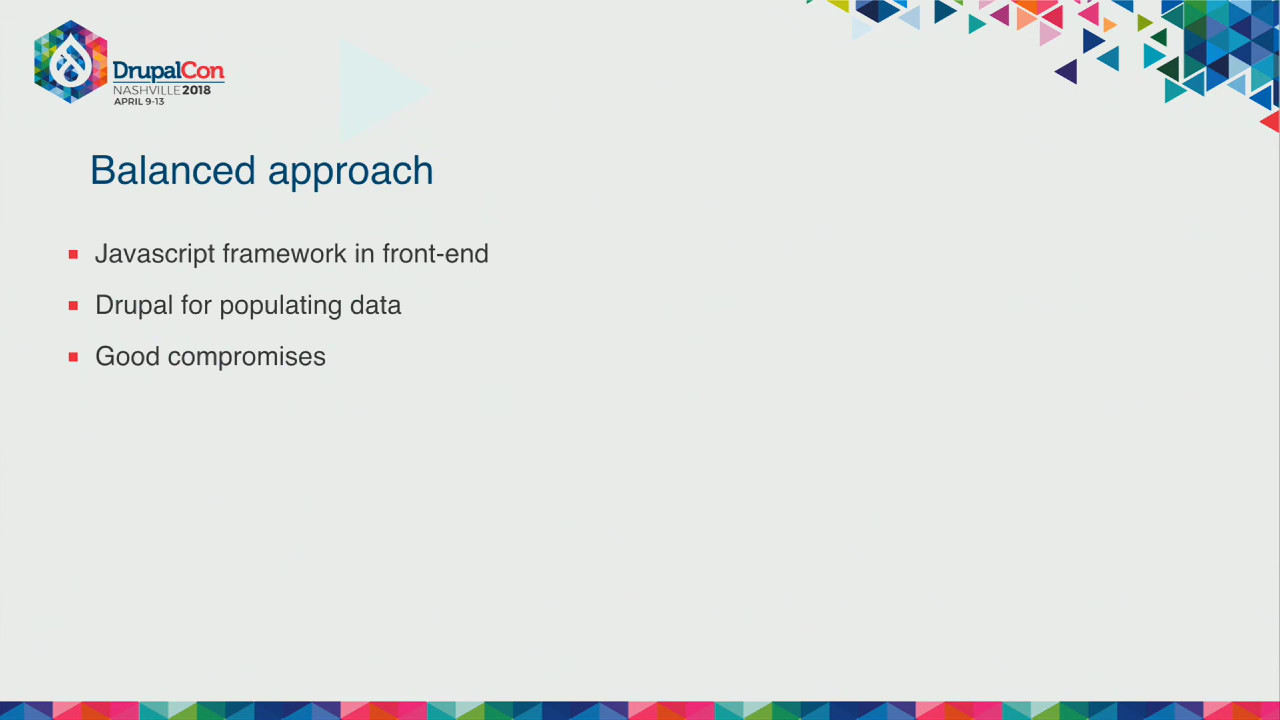 DrupalCon
NASHVILLE 2018
APRIL 9-13
Balanced approach
Javascript framework in front-end
Drupal for populating data
Good compromises